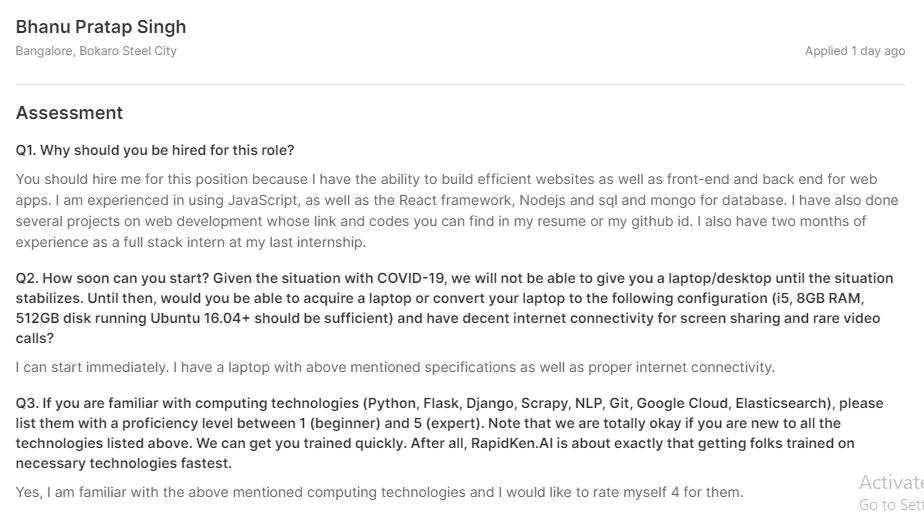 Bhanu Pratap Singh
Bangalore, Bokaro Steel City
Applied 1 day ago
Assessment
Q1. Why should you be hired for this role?
You should hire me for this position because I have the ability to build efficient websites as well as front-end and back end for web
apps. I am experienced in using JavaScript, as well as the React framework, Nodejs and sql and mongo for database. I have also done
several projects on web development whose link and codes you can find in my resume or my github id. I also have two months of
experience as a full stack intern at my last internship.
Q2. How soon can you start? Given the situation with COVID-19, we will not be able to give you a laptop/desktop until the situation
stabilizes. Until then, would you be able to acquire a laptop or convert your laptop to the following configuration (i5, 8GB RAM,
512GB disk running Ubuntu 16.04+ should be sufficient) and have decent internet connectivity for screen sharing and rare video
calls?
I can start immediately. I have a laptop with above mentioned specifications as well as proper internet connectivity.
Q3. If you are familiar with computing technologies (Python, Flask, Django, Scrapy, NLP, Git, Google Cloud, Elasticsearch), please
list them with a proficiency level between 1 (beginner) and 5 (expert). Note that we are totally okay if you are new to all the
technologies listed above. We can get you trained quickly. After all, RapidKen.AI is about exactly that getting folks trained on
necessary technologies fastest.
Yes, I am familiar with the above mentioned computing technologies and I would like to rate myself 4 for them.
Activate
Go to Sett